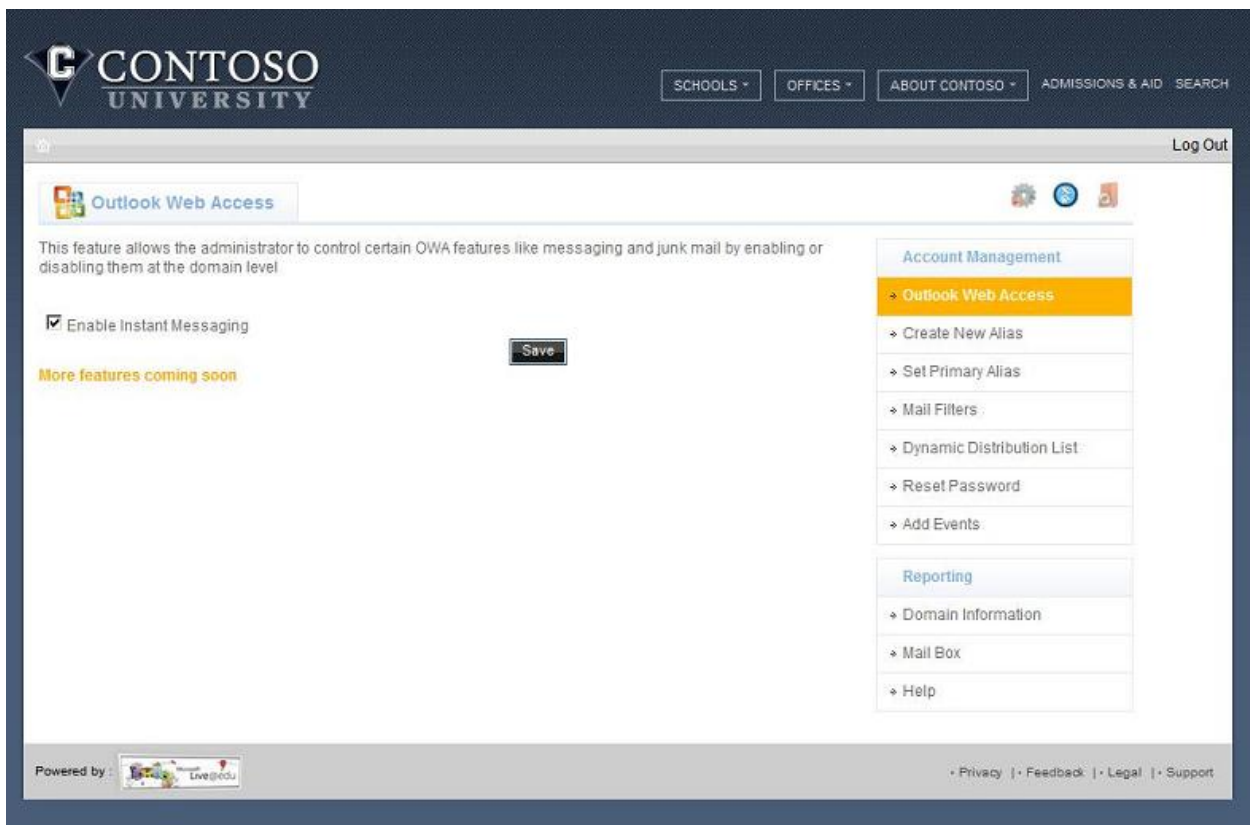 CONTOSO
UNIVERSITY
SCHOOLS
OFFICES
ABOUT CONTOSO
ADMISSIONS & AID
SEARCH
Log Out
Outlook Web Access
This feature allows the administrator to control certain OWA features like messaging and junk mail by enabling or
disabling them at the domain level
Enable Instant Messaging
Save
More features coming soon
Account Management
Outlook Web Access
Create New Alias
Set Primary Alias
Mail Filters
Dynamic Distribution List
Reset Password
Add Events
Reporting
Domain Information
Mail Box
Help
Powered by :
Microsoft
Live@edu
• Privacy | • Feedback | • Legal | • Support